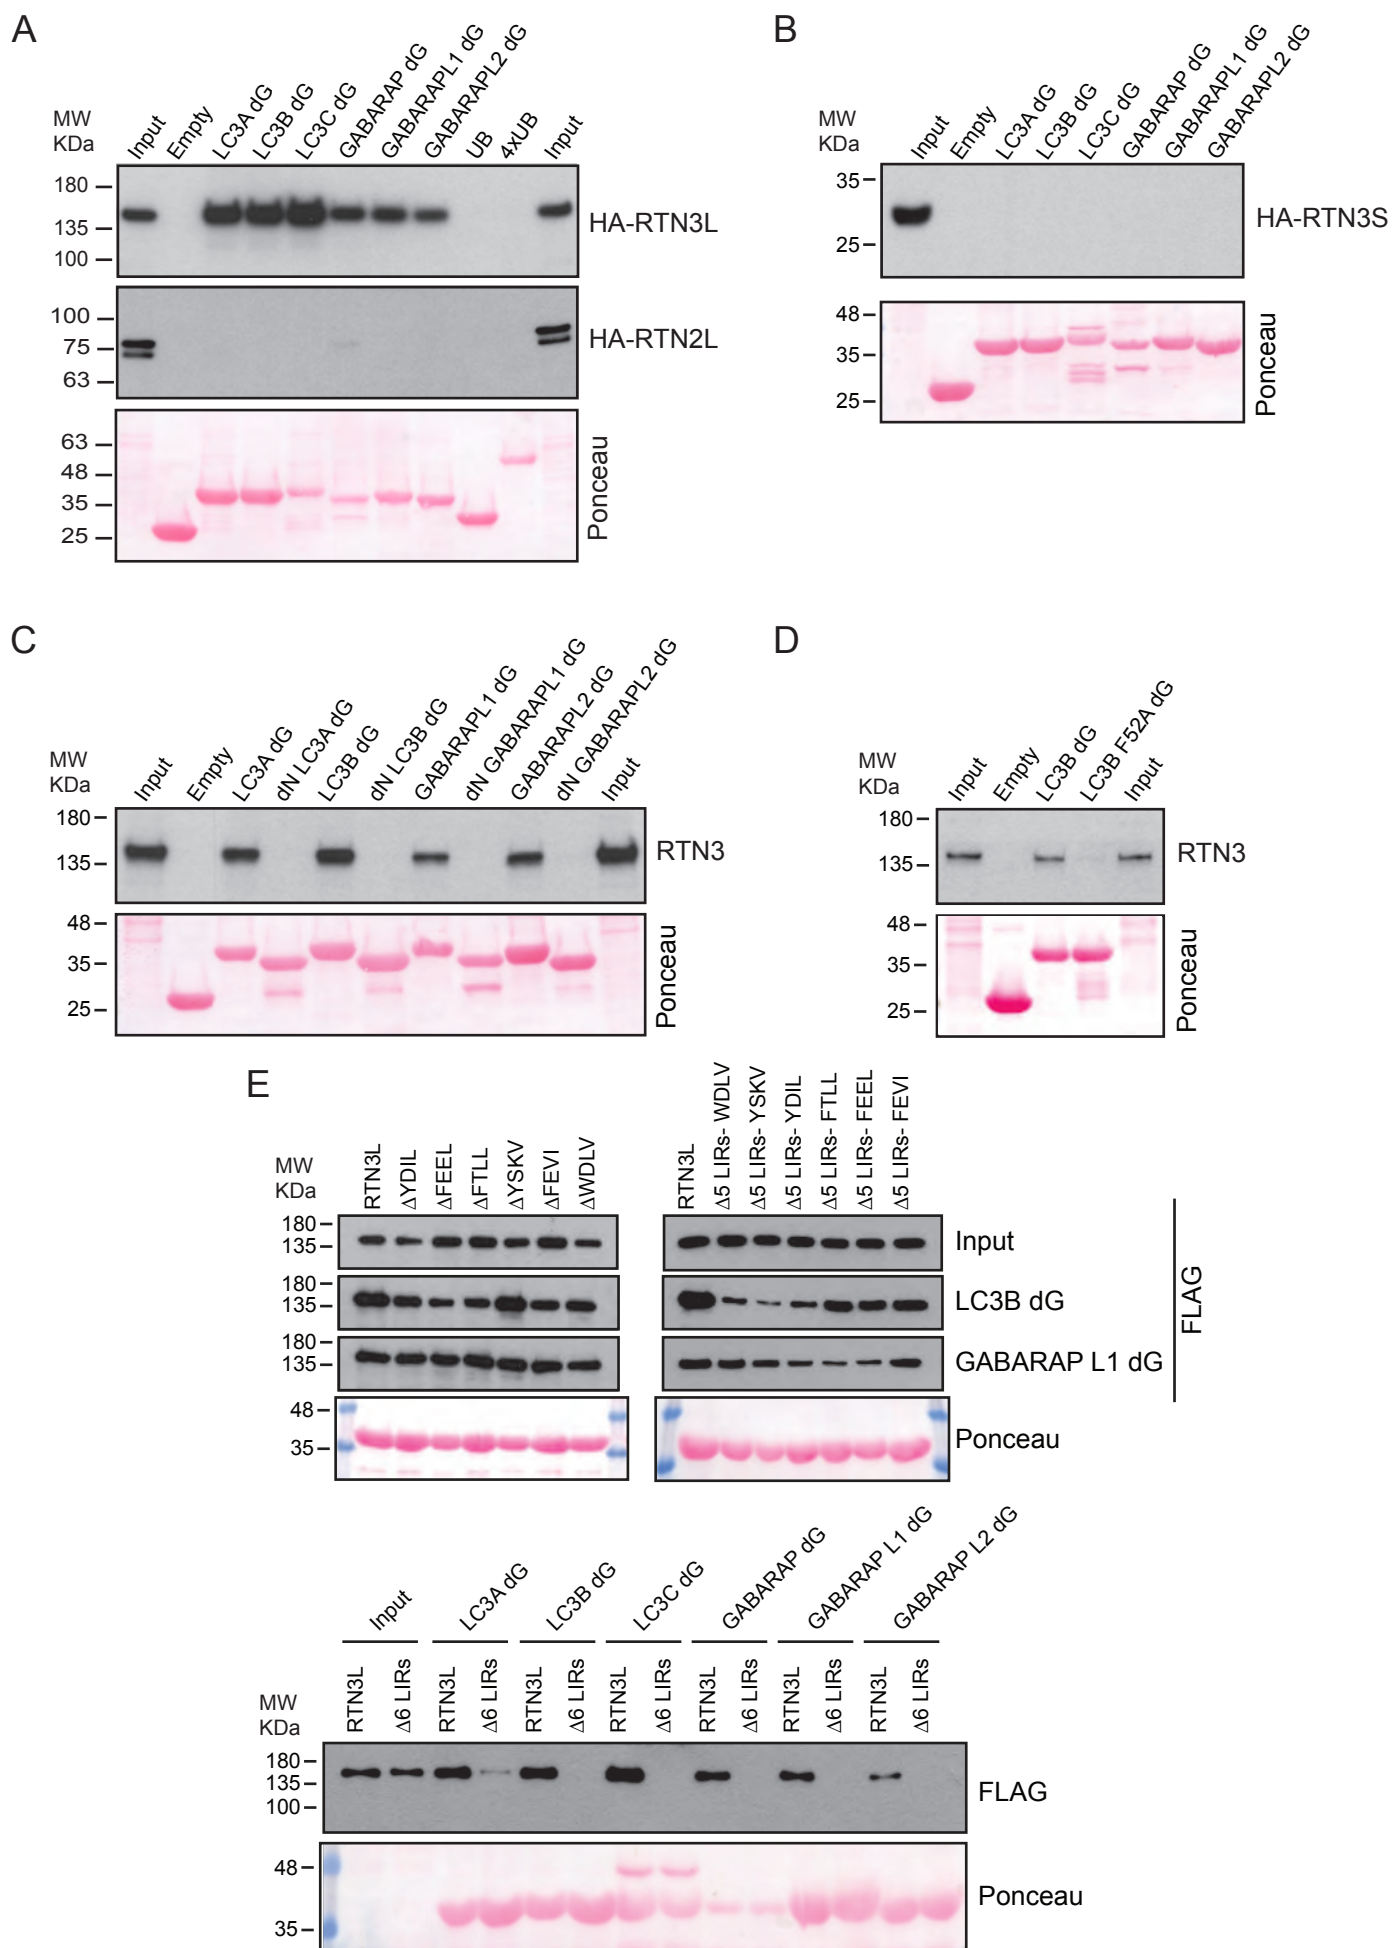 A
MW
KDa
Input
Empty
LC3A dG
LC3B dG
LC3C dG
GABARAP dG
GABARAPL1 dG
GABARAPL2 dG
UB
4xUB
Input
180
135
100
HA-RTN3L
100
75
63
HA-RTN2L
63
48
35
25
Ponceau
B
MW
KDa
Input
Empty
LC3A dG
LC3B dG
LC3C dG
GABARAP dG
GABARAPL1 dG
GABARAPL2 dG
35
25
HA-RTN3S
48
35
25
Ponceau
C
MW
KDa
Input
Empty
LC3A dG
dN LC3A dG
LC3B dG
dN LC3B dG
GABARAPL1 dG
dN GABARAPL1 dG
GABARAPL2 dG
dN GABARAPL2 dG
Input
180
135
RTN3
48
35
25
Ponceau
D
MW
KDa
Input
Empty
LC3B dG
LC3B F52A dG
Input
180
135
RTN3
48
35
25
Ponceau
E
MW
KDa
RTN3L
ΔYDIL
ΔFEEL
ΔFTLL
ΔYSKV
ΔFEVI
ΔWDLV
RTN3L
Δ5 LIRs- WDLV
Δ5 LIRs- YSKV
Δ5 LIRs- YDIL
Δ5 LIRs- FTLL
Δ5 LIRs- FEEL
Δ5 LIRs- FEVI
180
135
Input
180
135
LC3B dG
180
135
GABARAP L1 dG
FLAG
48
35
Ponceau
Input
LC3A dG
LC3B dG
LC3C dG
GABARAP dG
GABARAP L1 dG
GABARAP L2 dG
MW
KDa
RTN3L
Δ6 LIRs
RTN3L
Δ6 LIRs
RTN3L
Δ6 LIRs
RTN3L
Δ6 LIRs
RTN3L
Δ6 LIRs
RTN3L
Δ6 LIRs
RTN3L
Δ6 LIRs
180
135
100
FLAG
48
35
Ponceau